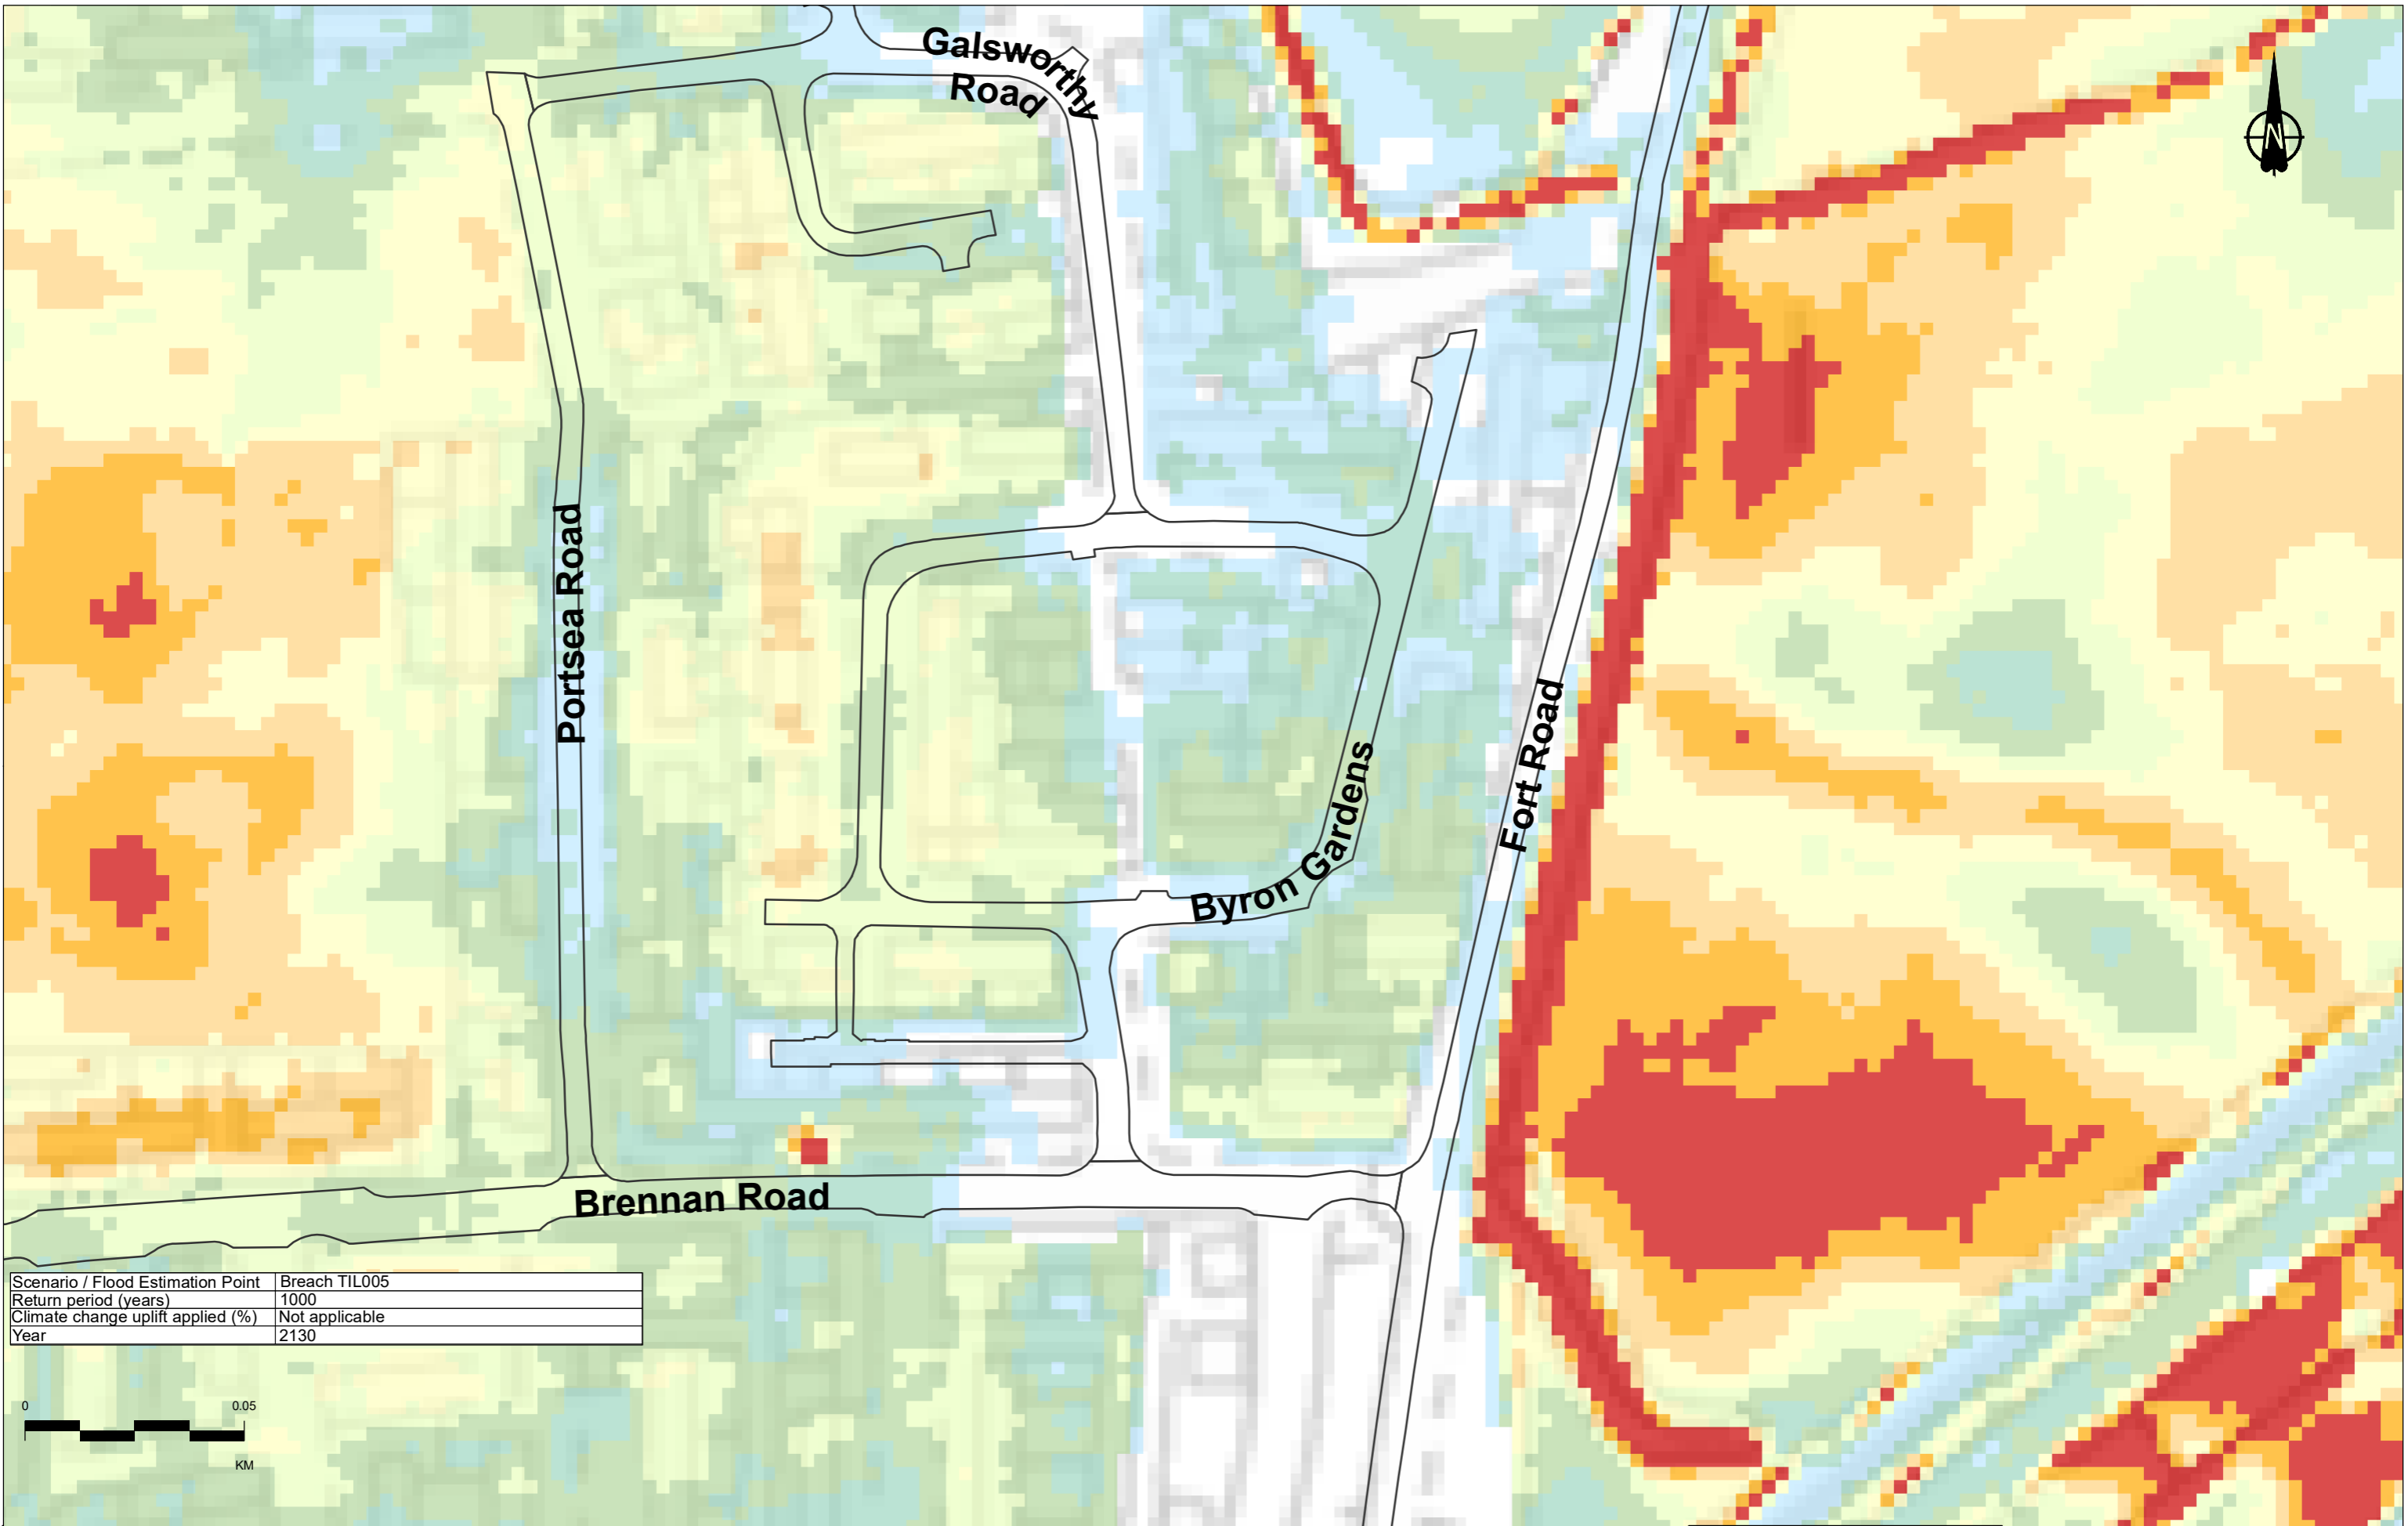 Galsworthy
Road
N
Portsea Road
Fort Road
Byron Gardens
Brennan Road
Scenario / Flood Estimation Point Breach TIL005
Return period (years) 1000
Climate change uplift applied (%) Not applicable
Year 2130
0 0.05
KM